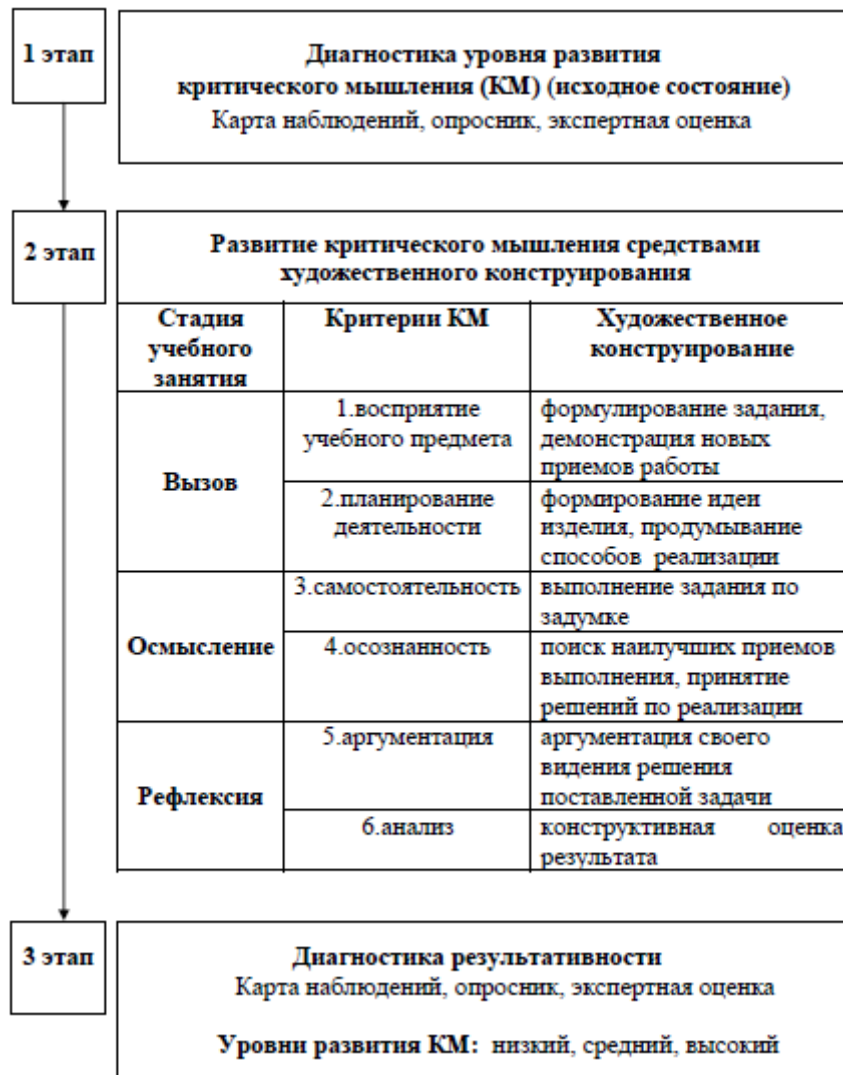 1 этап
Диагностика уровня развития
критического мышления (КМ) (исходное состояние)
Карта наблюдений, опросник, экспертная оценка
2 этап
Развитие критического мышления средствами
художественного конструирования
Стадия
учебного
занятия
Критерии КМ
Художественное
конструирование
Вызов
1.восприятие
учебного предмета
формулирование задания,
демонстрация новых
приемов работы
2.планирование
деятельности
формирование идеи
изделия, продумывание
способов реализации
Осмысление
3.самостоятельность
выполнение задания по
задумке
4.осознанность
поиск наилучших приемов
выполнения, принятие
решений по реализации
Рефлексия
5.аргументация
аргументация своего
видения решения
поставленной задачи
6.анализ
конструктивная оценка
результата
3 этап
Диагностика результативности
Карта наблюдений, опросник, экспертная оценка
Уровни развития КМ: низкий, средний, высокий